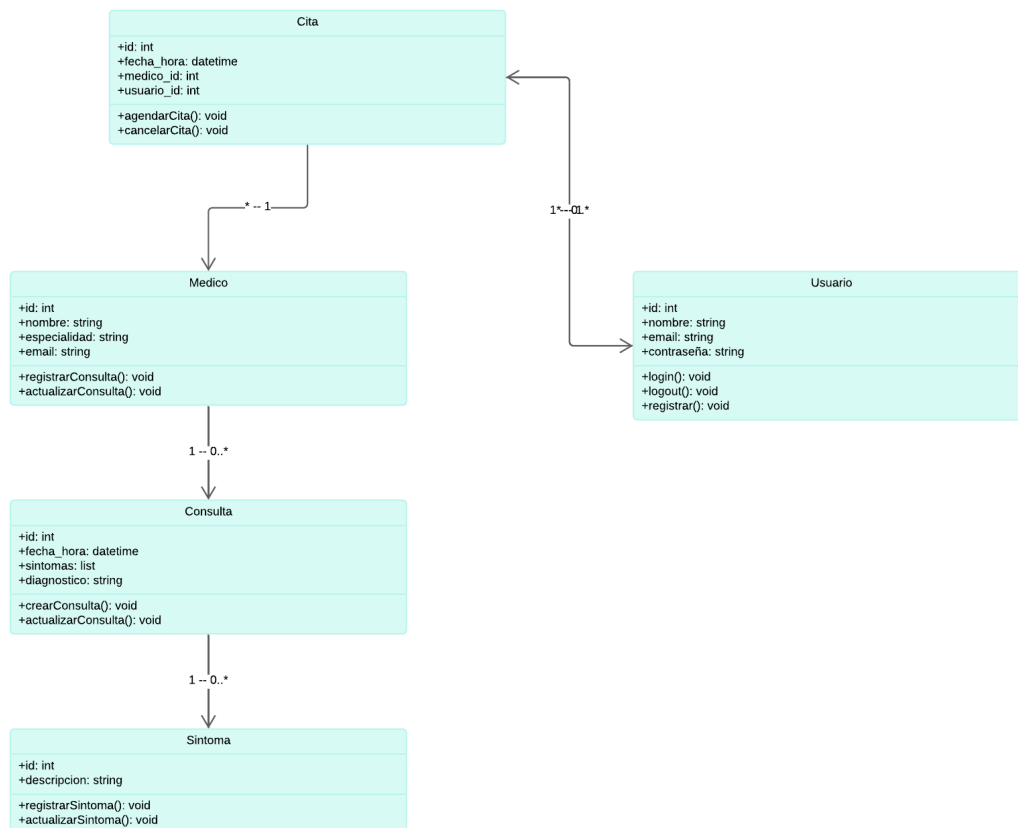 Cita
+id: int
+fecha_hora: datetime
+medico_id: int
+usuario_id: int
+agendarCita(): void
+cancelarCita(): void
* -- 1
Medico
+id: int
+nombre: string
+especialidad: string
+email: string
+registrarConsulta(): void
+actualizarConsulta(): void
Usuario
+id: int
+nombre: string
+email: string
+contraseña: string
+login(): void
+logout(): void
+registrar(): void
1 -- 0..*
Consulta
+id: int
+fecha_hora: datetime
+sintomas: list
+diagnostico: string
+crearConsulta(): void
+actualizarConsulta(): void
1 -- 0..*
Sintoma
+id: int
+descripcion: string
+registrarSintoma(): void
+actualizarSintoma(): void